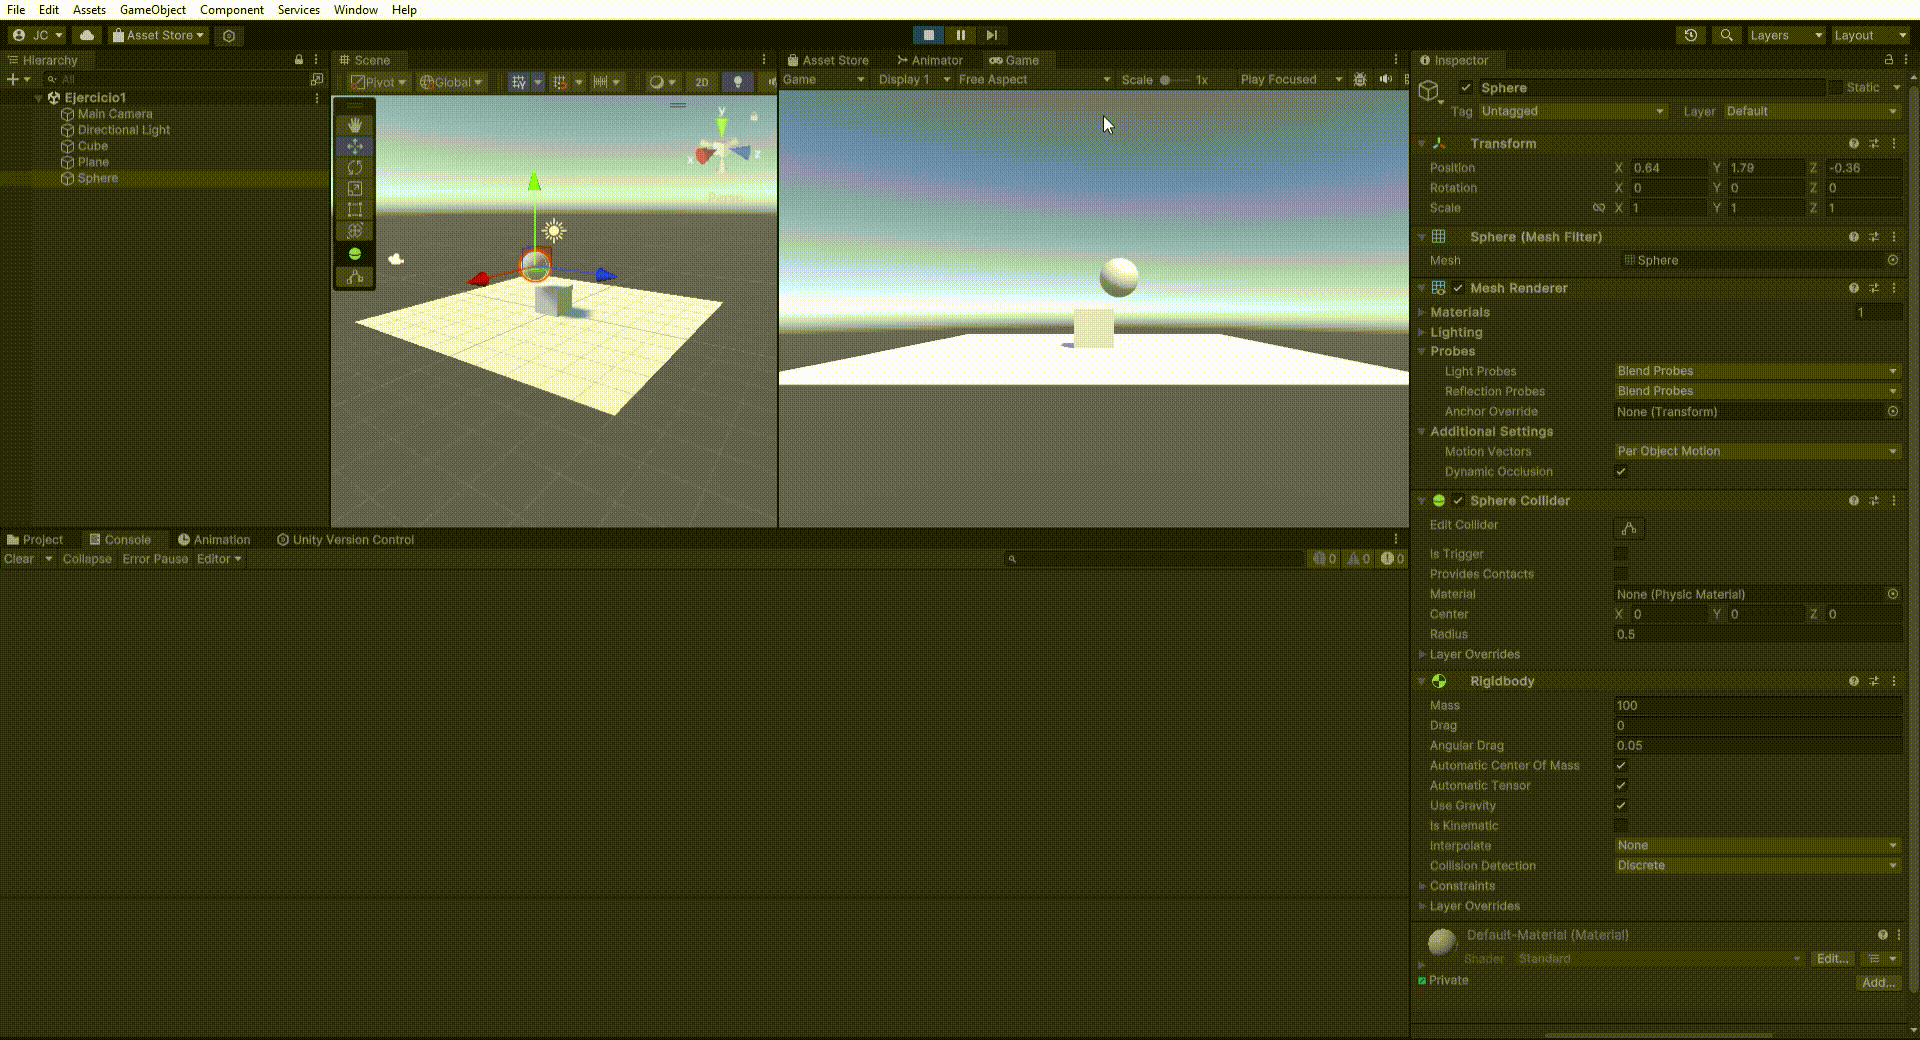 File Edit Assets GameObject Component Services Window Help
JC Asset Store Layers Layout
Hierarchy
All
Ejercicio1
Main Camera
Directional Light
Cube
Plane
Sphere
Scene
Pivot Global 2D
y
x z
Persp
Asset Store Animator Game
Game Display 1 Free Aspect Scale 1x Play Focused
Project Console Animation Unity Version Control
Clear Collapse Error Pause Editor 0 0 0
Inspector
Sphere Static
Tag Untagged Layer Default
Transform
Position X 0.64 Y 1.79 Z -0.36
Rotation X 0 Y 0 Z 0
Scale X 1 Y 1 Z 1
Sphere (Mesh Filter)
Mesh Sphere
Mesh Renderer
Materials 1
Lighting
Probes
Light Probes Blend Probes
Reflection Probes Blend Probes
Anchor Override None (Transform)
Additional Settings
Motion Vectors Per Object Motion
Dynamic Occlusion
Sphere Collider
Edit Collider
Is Trigger
Provides Contacts
Material None (Physic Material)
Center X 0 Y 0 Z 0
Radius 0.5
Layer Overrides
Rigidbody
Mass 100
Drag 0
Angular Drag 0.05
Automatic Center Of Mass
Automatic Tensor
Use Gravity
Is Kinematic
Interpolate None
Collision Detection Discrete
Constraints
Layer Overrides
Default-Material (Material)
Shader Standard Edit...
Private
Add...